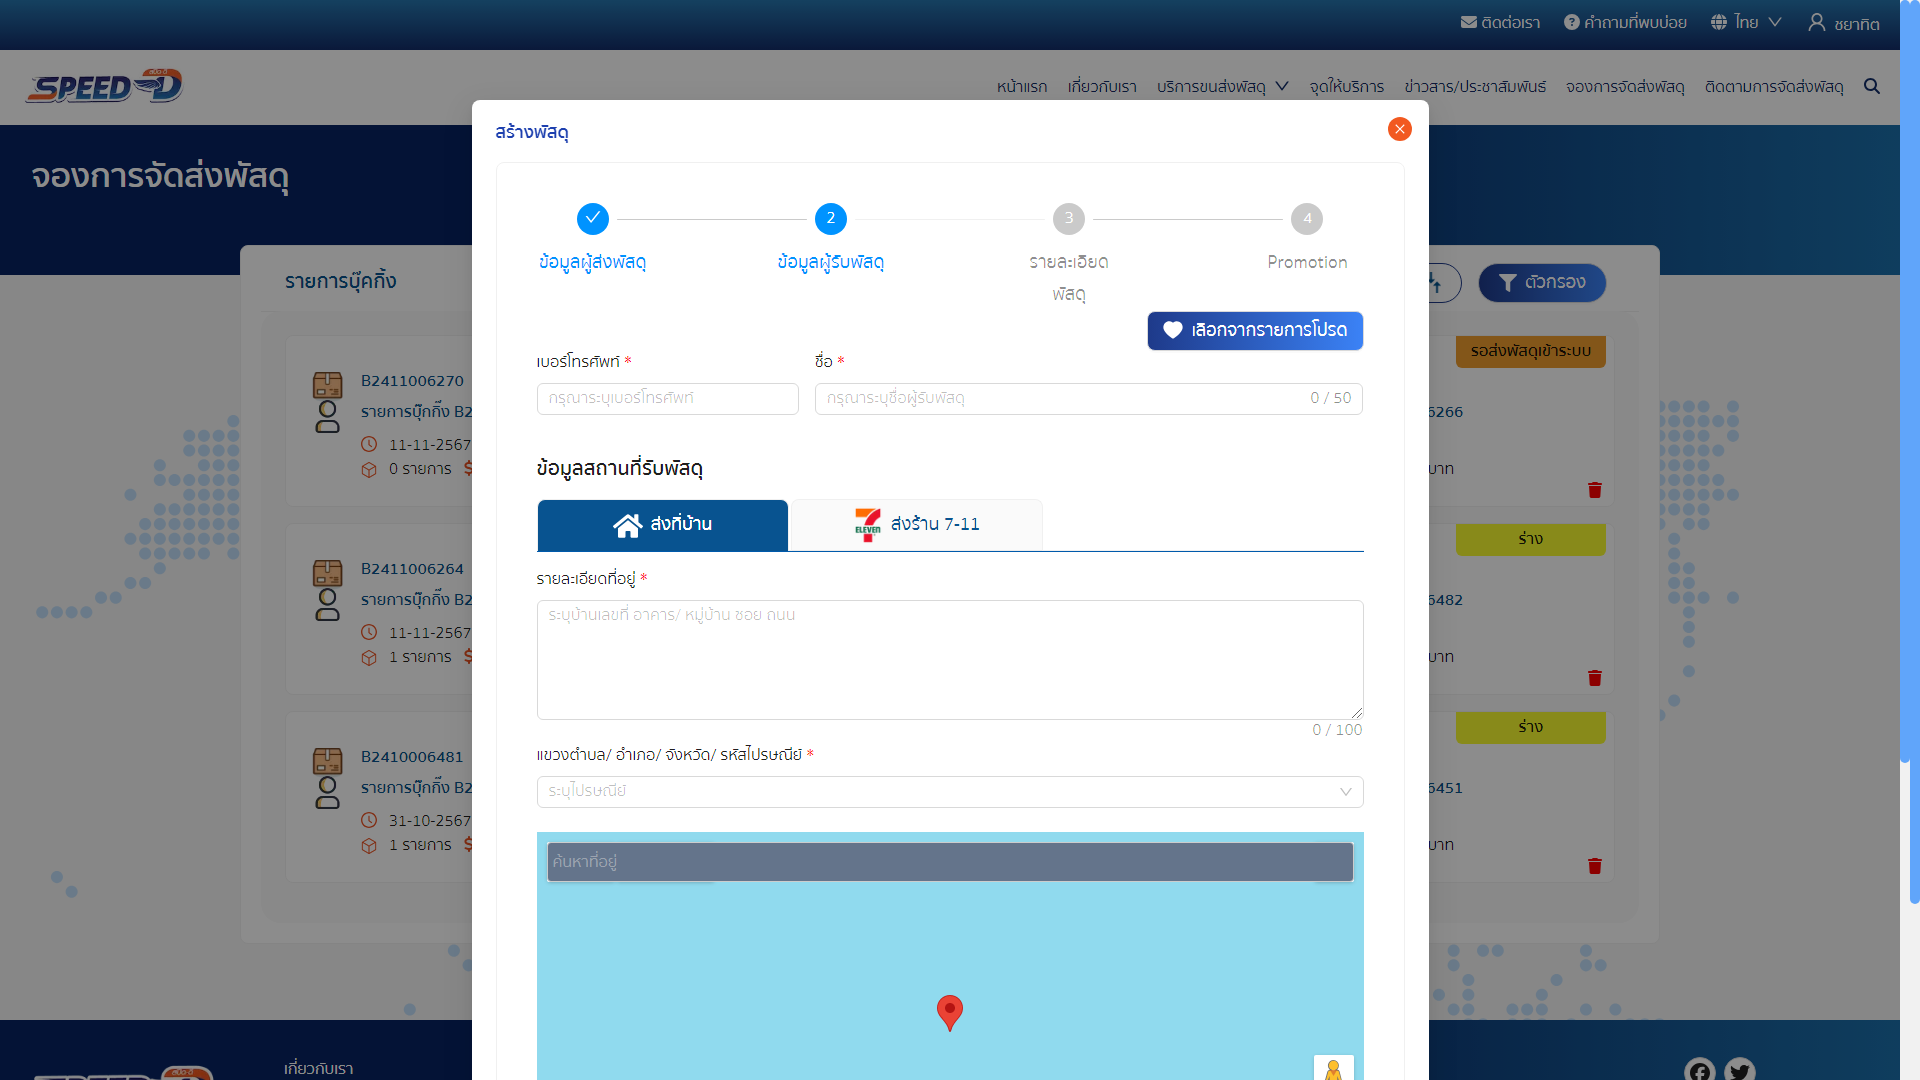 ติดต่อเรา
คำถามที่พบบ่อย
ไทย
ชยาทิต
SPEED-D
สปีด-ดี
หน้าแรก
เกี่ยวกับเรา
บริการขนส่งพัสดุ
จุดให้บริการ
ข่าวสาร/ประชาสัมพันธ์
จองการจัดส่งพัสดุ
ติดตามการจัดส่งพัสดุ
จองการจัดส่งพัสดุ
สร้างพัสดุ
2
3
4
ข้อมูลผู้ส่งพัสดุ
ข้อมูลผู้รับพัสดุ
รายละเอียด
พัสดุ
Promotion
เลือกจากรายการโปรด
เบอร์โทรศัพท์ *
ชื่อ *
กรุณาระบุเบอร์โทรศัพท์
กรุณาระบุชื่อผู้รับพัสดุ
0 / 50
ข้อมูลสถานที่รับพัสดุ
ส่งที่บ้าน
ELEVEN
ส่งร้าน 7-11
รายละเอียดที่อยู่ *
ระบุบ้านเลขที่ อาคาร/ หมู่บ้าน ซอย ถนน
0 / 100
แขวงตำบล/ อำเภอ/ จังหวัด/ รหัสไปรษณีย์ *
ระบุไปรษณีย์
ค้นหาที่อยู่
รายการบุ๊คกิ้ง
ตัวกรอง
B2411006270
รายการบุ๊กกิ๊ง B2
11-11-2567
0 รายการ
รอส่งพัสดุเข้าระบบ
6266
บาท
B2411006264
รายการบุ๊กกิ๊ง B2
11-11-2567
1 รายการ
ร่าง
6482
บาท
B2410006481
รายการบุ๊กกิ๊ง B2
31-10-2567
1 รายการ
ร่าง
6451
บาท
เกี่ยวกับเรา